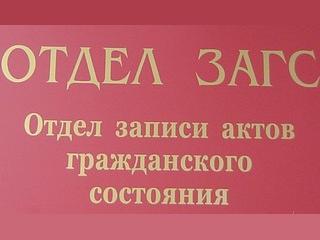 ОТДЕЛ ЗАГС
Отдел записи актов
гражданского
состояния